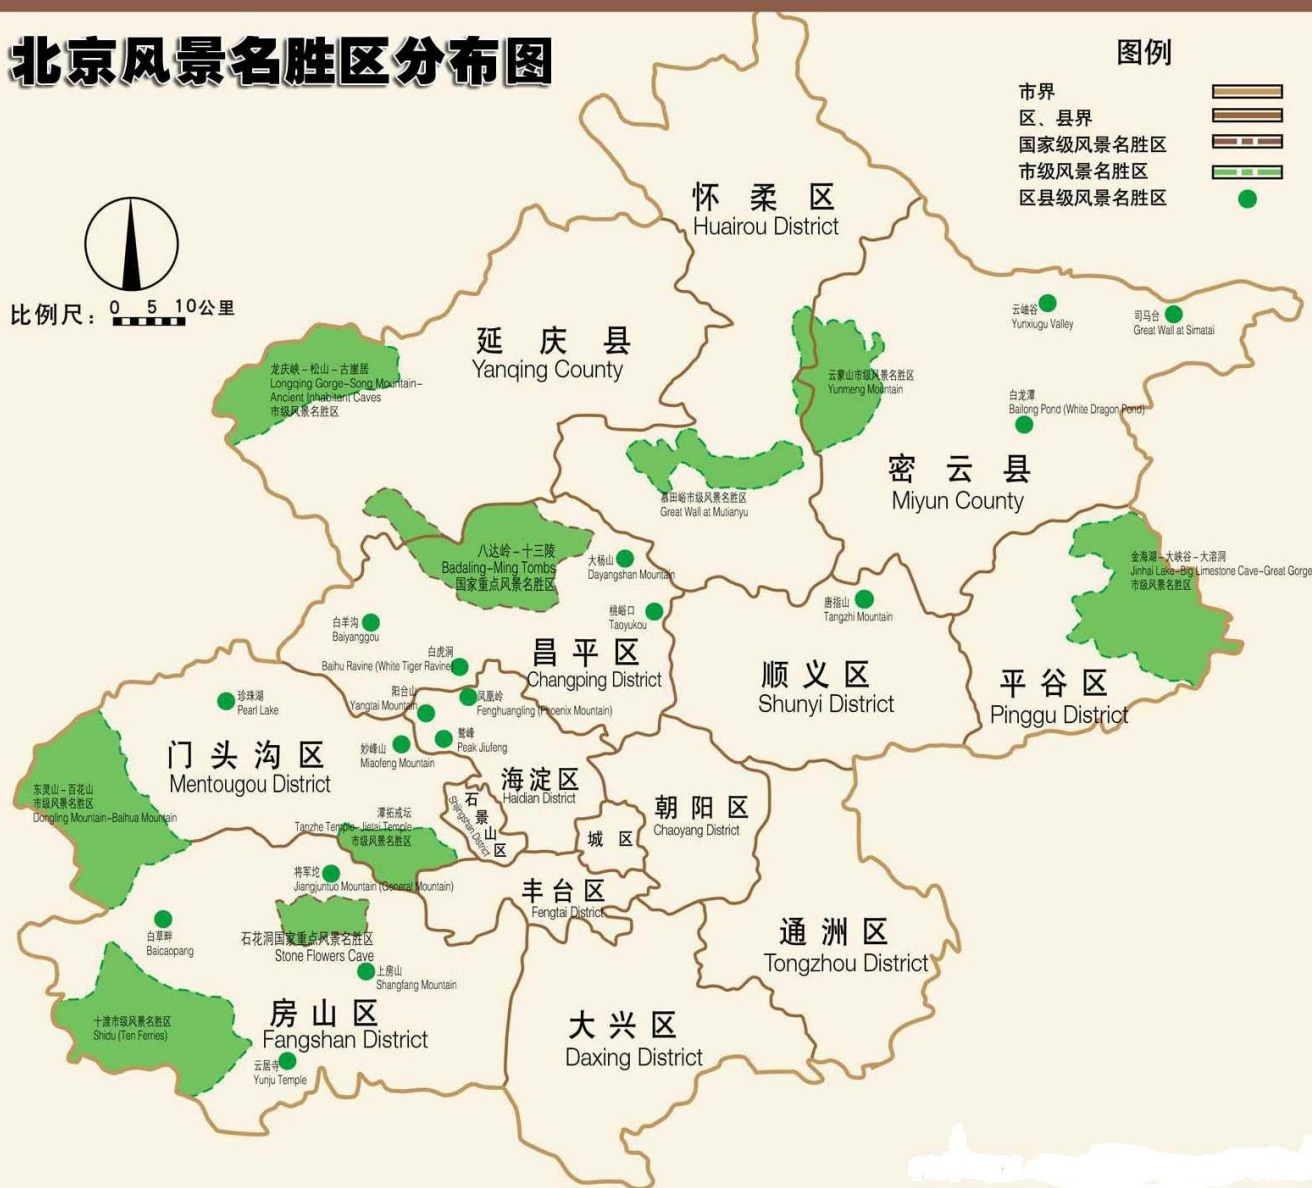 北京风景名胜区分布图
图例
市界
区、县界
国家级风景名胜区
市级风景名胜区
区县级风景名胜区
比例尺: 0 5 10公里
怀柔区
Huairou District
延庆县
Yanqing County
云岫谷
Yunxiugu Valley
司马台
Great Wall at Simatai
龙庆峡-松山-古崖居
Longqing Gorge-Song Mountain-
Ancient Inhabitant Caves
市级风景名胜区
云蒙山市级风景名胜区
Yunmeng Mountain
白龙潭
Bailong Pond (White Dragon Pond)
密云县
Miyun County
慕田峪市级风景名胜区
Great Wall at Mutianyu
八达岭-十三陵
Badaling-Ming Tombs
国家重点风景名胜区
大杨山
Dayangshan Mountain
金海湖-大峡谷-大溶洞
Jinhai Lake-Big Limestone Cave-Great Gorge
市级风景名胜区
桃峪口
Taoyukou
唐指山
Tangzhi Mountain
白羊沟
Baiyanggou
白虎涧
Baihu Ravine (White Tiger Ravine)
昌平区
Changping District
顺义区
Shunyi District
平谷区
Pinggu District
珍珠湖
Pearl Lake
阳台山
Yangtai Mountain
凤凰岭
Fenghuangling (Phoenix Mountain)
鹫峰
Peak Jiufeng
妙峰山
Miaofeng Mountain
门头沟区
Mentougou District
海淀区
Haidian District
东灵山-百花山
市级风景名胜区
Dongling Mountain-Baihua Mountain
石景山区
Shijingshan District
朝阳区
Chaoyang District
城区
潭拓戒坛
Tanzhe Temple-Jietai Temple
市级风景名胜区
将军坨
Jiangjuntuo Mountain (General Mountain)
丰台区
Fengtai District
白草畔
Baicaopang
石花洞国家重点风景名胜区
Stone Flowers Cave
上房山
Shangfang Mountain
通洲区
Tongzhou District
十渡市级风景名胜区
Shidu (Ten Ferries)
房山区
Fangshan District
大兴区
Daxing District
云居寺
Yunju Temple